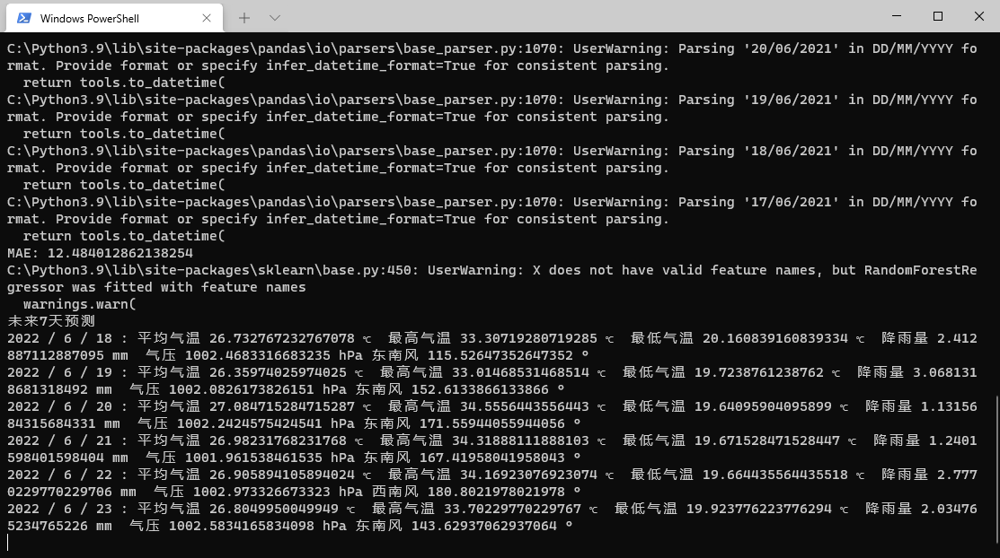 Windows PowerShell
C:\Python3.9\lib\site-packages\pandas\io\parsers\base_parser.py:1070: UserWarning: Parsing '20/06/2021' in DD/MM/YYYY fo
rmat. Provide format or specify infer_datetime_format=True for consistent parsing.
  return tools.to_datetime(
C:\Python3.9\lib\site-packages\pandas\io\parsers\base_parser.py:1070: UserWarning: Parsing '19/06/2021' in DD/MM/YYYY fo
rmat. Provide format or specify infer_datetime_format=True for consistent parsing.
  return tools.to_datetime(
C:\Python3.9\lib\site-packages\pandas\io\parsers\base_parser.py:1070: UserWarning: Parsing '18/06/2021' in DD/MM/YYYY fo
rmat. Provide format or specify infer_datetime_format=True for consistent parsing.
  return tools.to_datetime(
C:\Python3.9\lib\site-packages\pandas\io\parsers\base_parser.py:1070: UserWarning: Parsing '17/06/2021' in DD/MM/YYYY fo
rmat. Provide format or specify infer_datetime_format=True for consistent parsing.
  return tools.to_datetime(
MAE: 12.484012862138254
C:\Python3.9\lib\site-packages\sklearn\base.py:450: UserWarning: X does not have valid feature names, but RandomForestRe
gressor was fitted with feature names
  warnings.warn(
未来7天预测
2022 / 6 / 18 : 平均气温 26.732767232767078 ℃ 最高气温 33.30719280719285 ℃ 最低气温 20.160839160839334 ℃ 降雨量 2.412
887112887095 mm 气压 1002.4683316683235 hPa 东南风 115.52647352647352 °
2022 / 6 / 19 : 平均气温 26.35974025974025 ℃ 最高气温 33.01468531468514 ℃ 最低气温 19.7238761238762 ℃ 降雨量 3.068131
8681318492 mm 气压 1002.0826173826151 hPa 东南风 152.6133866133866 °
2022 / 6 / 20 : 平均气温 27.084715284715287 ℃ 最高气温 34.5556443556443 ℃ 最低气温 19.64095904095899 ℃ 降雨量 1.13156
84315684331 mm 气压 1002.2424575424541 hPa 东南风 171.55944055944056 °
2022 / 6 / 21 : 平均气温 26.98231768231768 ℃ 最高气温 34.31888111888103 ℃ 最低气温 19.671528471528447 ℃ 降雨量 1.2401
598401598404 mm 气压 1001.961538461535 hPa 东南风 167.41958041958043 °
2022 / 6 / 22 : 平均气温 26.905894105894024 ℃ 最高气温 34.16923076923074 ℃ 最低气温 19.664435564435518 ℃ 降雨量 2.777
0229770229706 mm 气压 1002.973326673323 hPa 西南风 180.8021978021978 °
2022 / 6 / 23 : 平均气温 26.8049950049949 ℃ 最高气温 33.70229770229767 ℃ 最低气温 19.923776223776294 ℃ 降雨量 2.03476
5234765226 mm 气压 1002.5834165834098 hPa 东南风 143.62937062937064 °